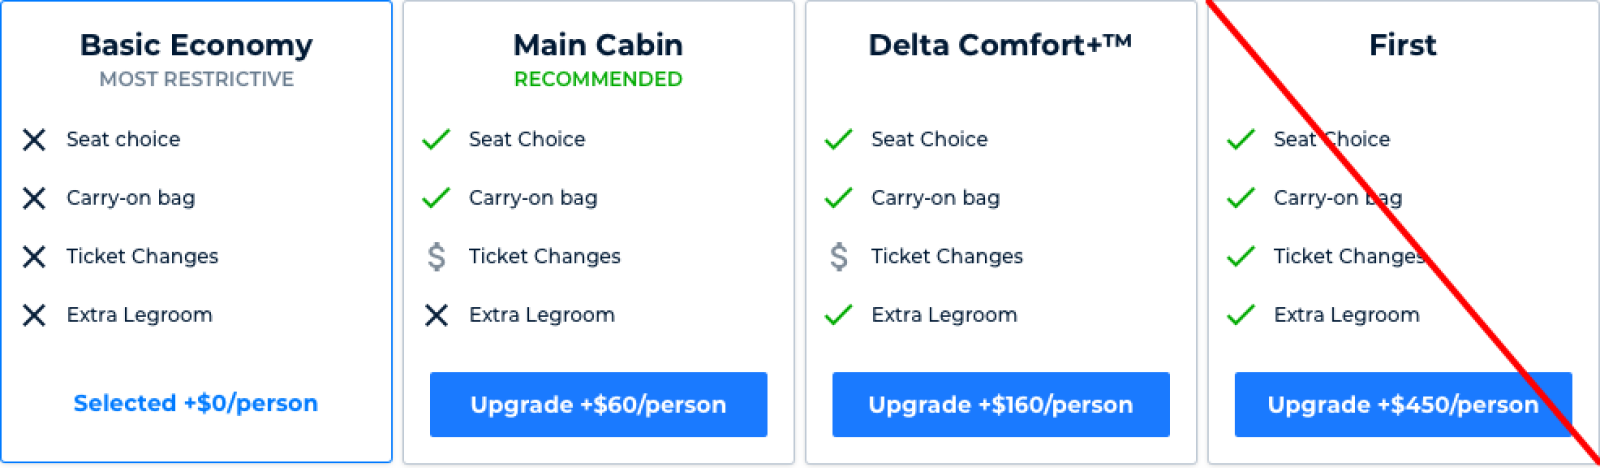 Basic Economy
MOST RESTRICTIVE
Seat choice
Carry-on bag
Ticket Changes
Extra Legroom
Selected +$0/person
Main Cabin
RECOMMENDED
Seat Choice
Carry-on bag
$ Ticket Changes
Extra Legroom
Upgrade +$60/person
Delta Comfort+™
Seat Choice
Carry-on bag
$ Ticket Changes
Extra Legroom
Upgrade +$160/person
First
Seat Choice
Carry-on bag
Ticket Changes
Extra Legroom
Upgrade +$450/person